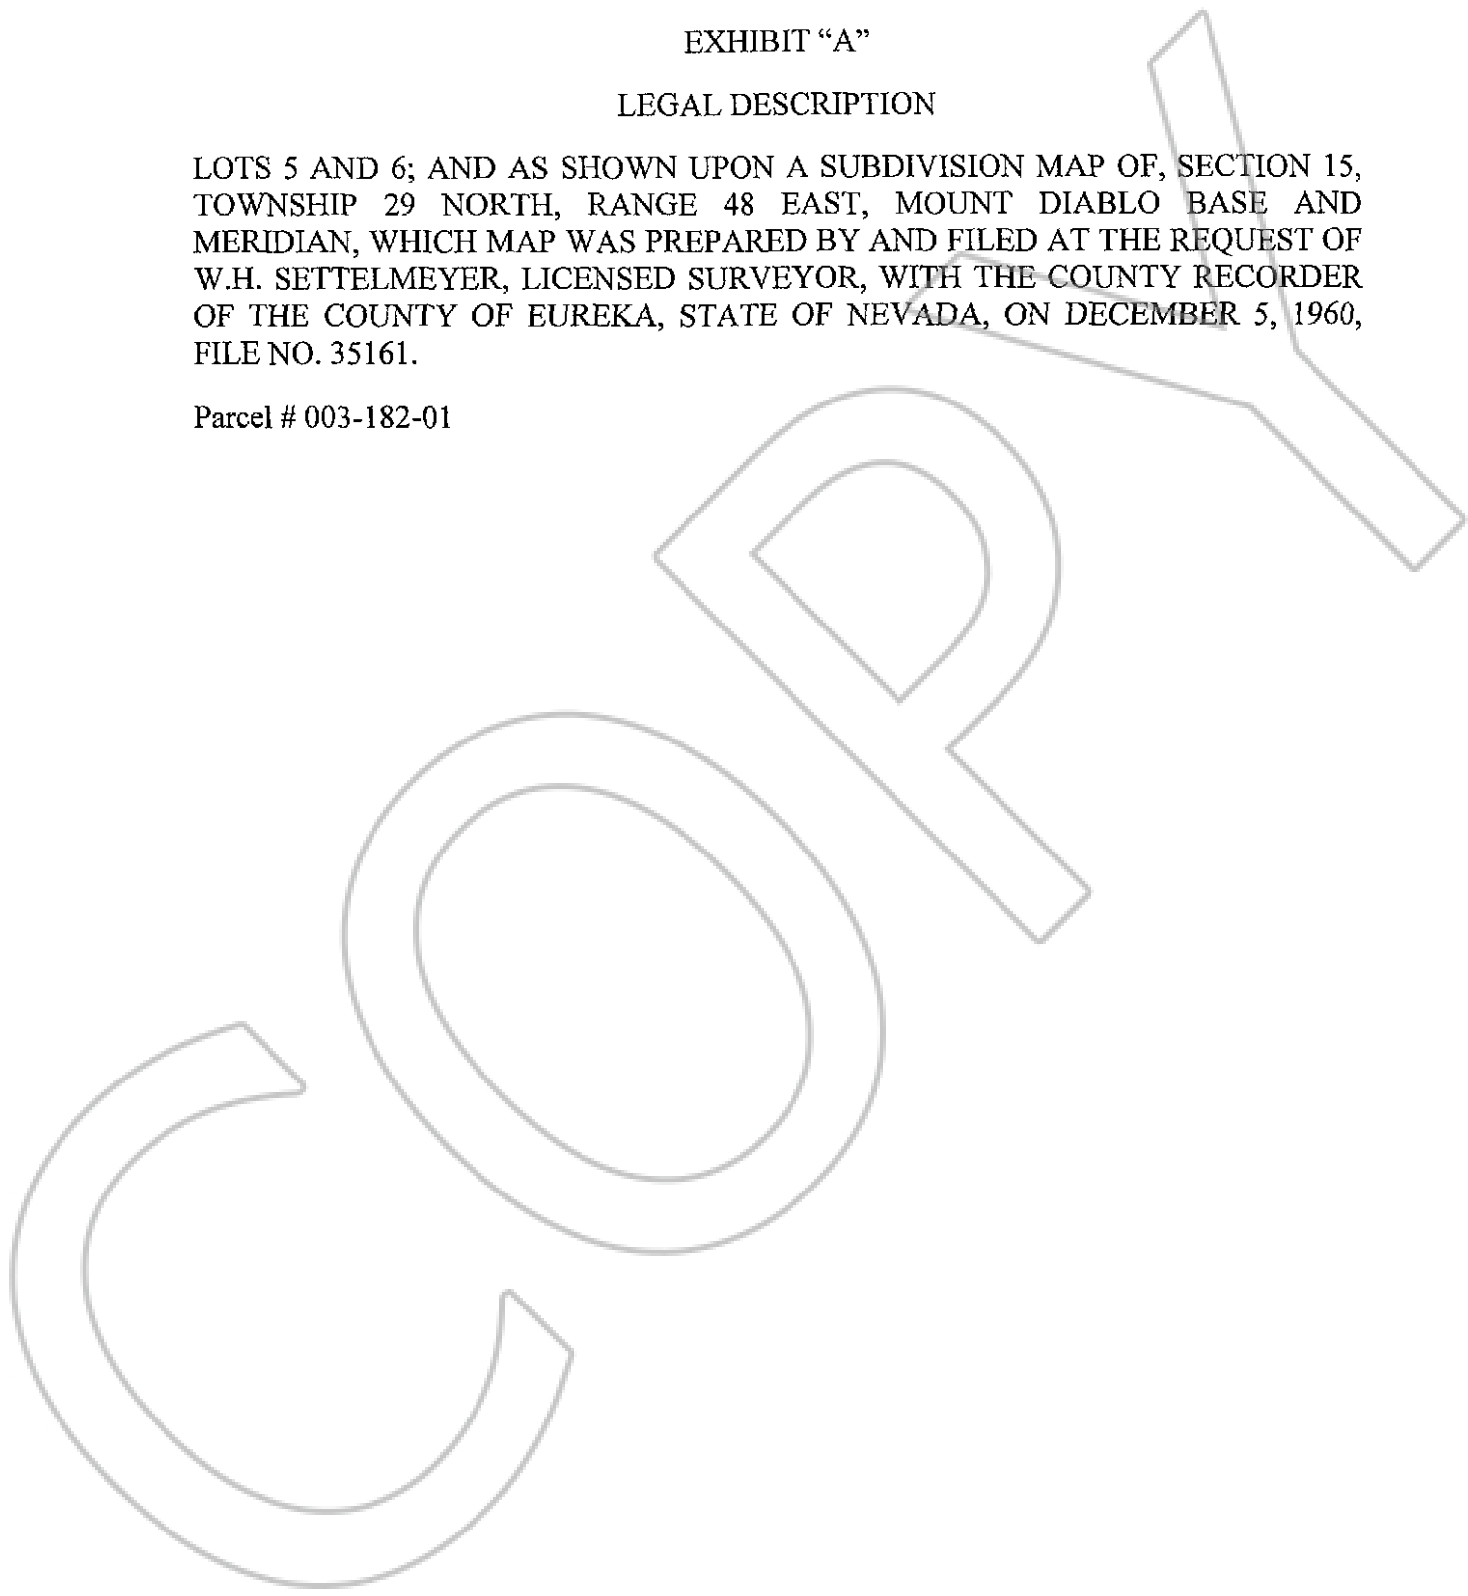 EXHIBIT “A”
LEGAL DESCRIPTION
LOTS 5 AND 6; AND AS SHOWN UPON A SUBDIVISION MAP OF, SECTION 15,
TOWNSHIP 29 NORTH, RANGE 48 EAST, MOUNT DIABLO BASE AND
MERIDIAN, WHICH MAP WAS PREPARED BY AND FILED AT THE REQUEST OF
W.H. SETTELMEYER, LICENSED SURVEYOR, WITH THE COUNTY RECORDER
OF THE COUNTY OF EUREKA, STATE OF NEVADA, ON DECEMBER 5, 1960,
FILE NO. 35161.
Parcel # 003-182-01
COPY